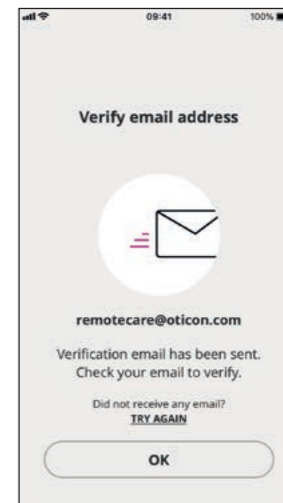 09:41
100%
Verify email address
remotecare@oticon.com
Verification email has been sent.
Check your email to verify.
Did not receive any email?
TRY AGAIN
OK